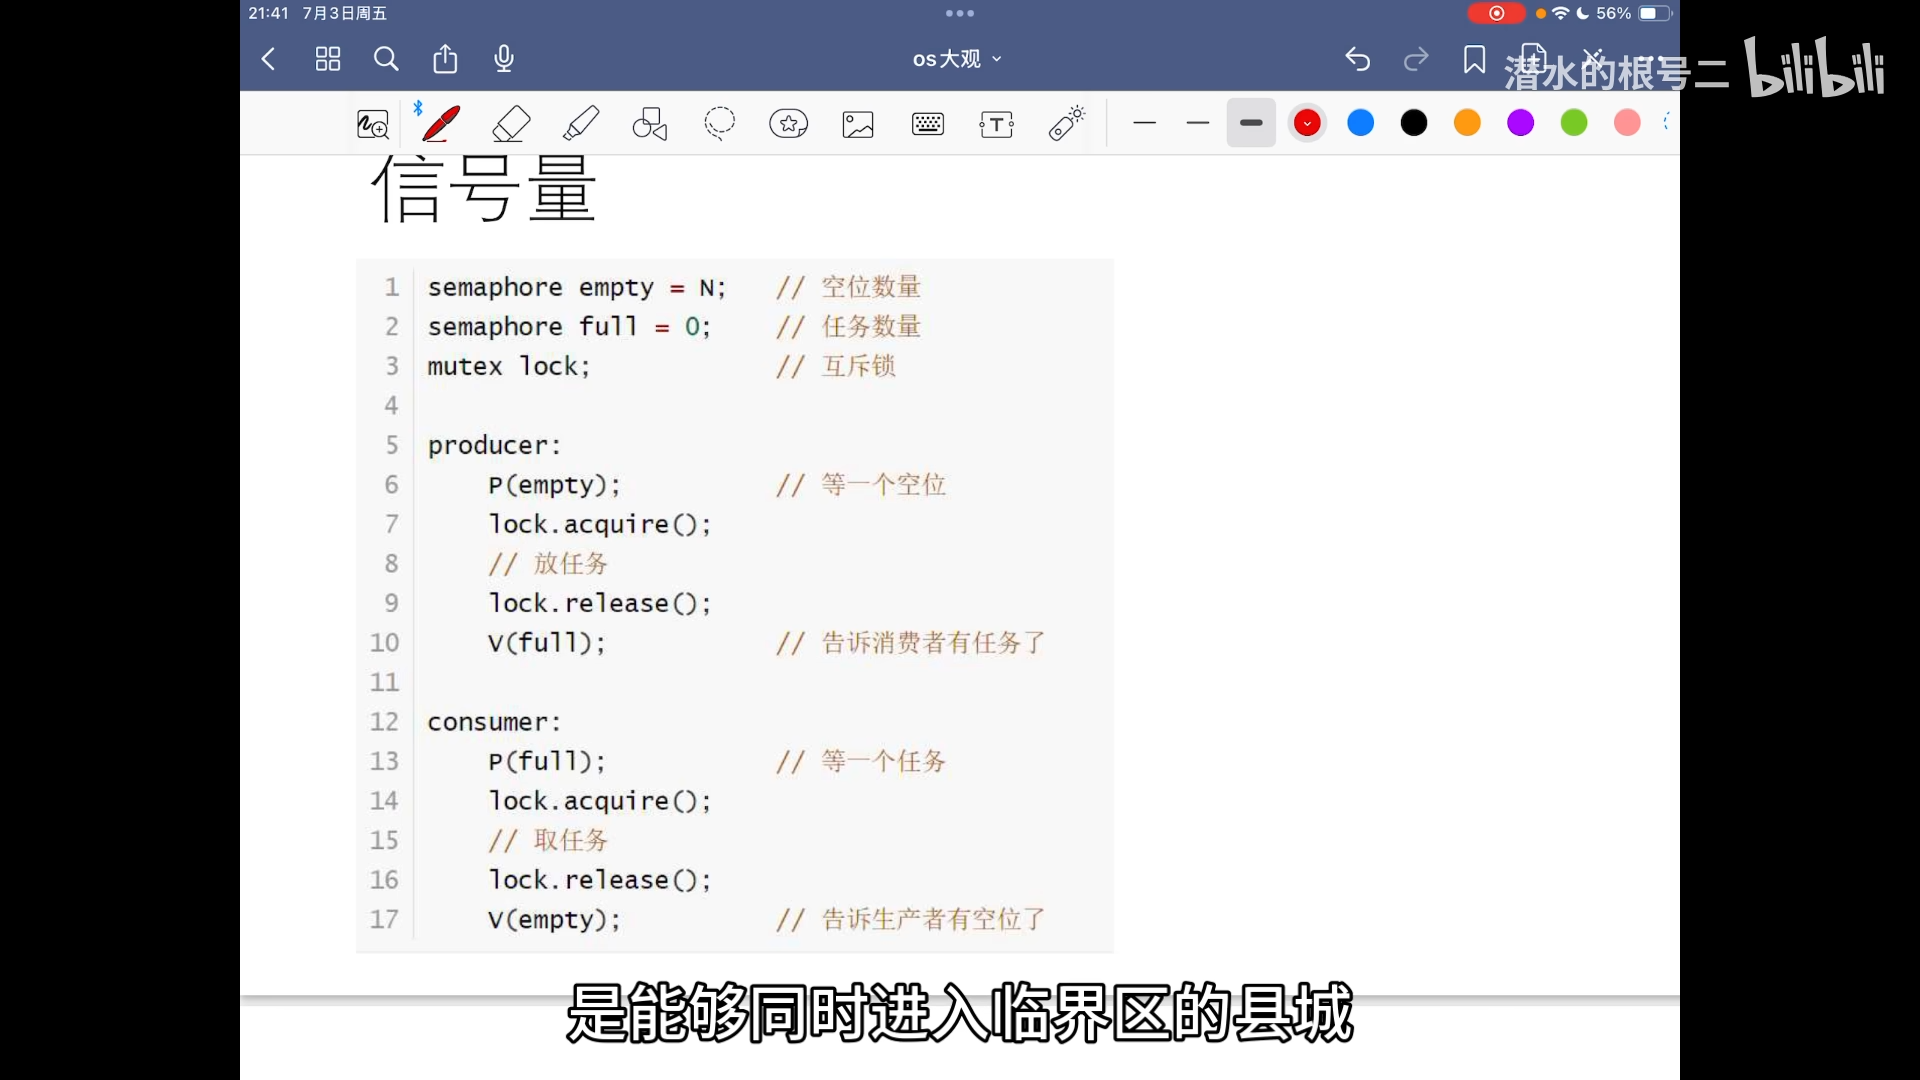 21:41 7月3日周五
56%
os大观
潜水的根号二 bilibili
信号量
1 semaphore empty = N; // 空位数量
2 semaphore full = 0; // 任务数量
3 mutex lock; // 互斥锁
4
5 producer:
6 P(empty); // 等一个空位
7 lock.acquire();
8 // 放任务
9 lock.release();
10 V(full); // 告诉消费者有任务了
11
12 consumer:
13 P(full); // 等一个任务
14 lock.acquire();
15 // 取任务
16 lock.release();
17 V(empty); // 告诉生产者有空位了
是能够同时进入临界区的县城